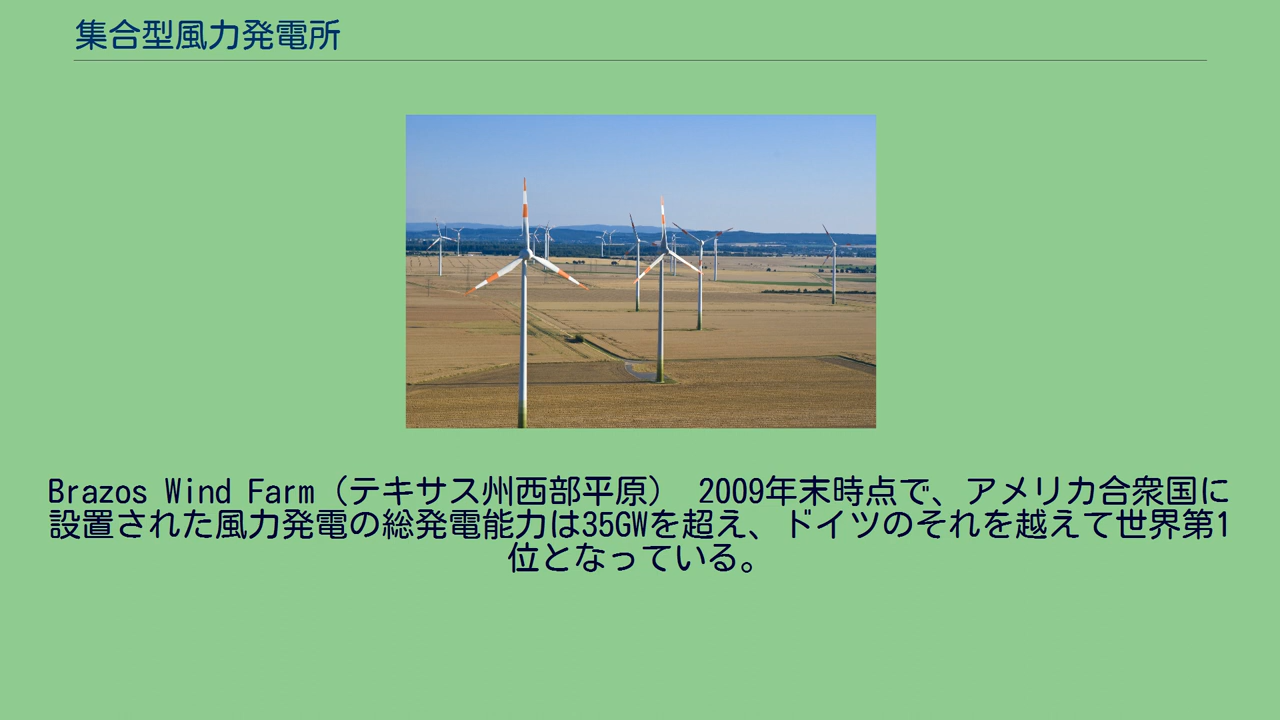 集合型風力発電所
Brazos Wind Farm（テキサス州西部平原） 2009年末時点で、アメリカ合衆国に
設置された風力発電の総発電能力は35GWを超え、ドイツのそれを越えて世界第1
位となっている。